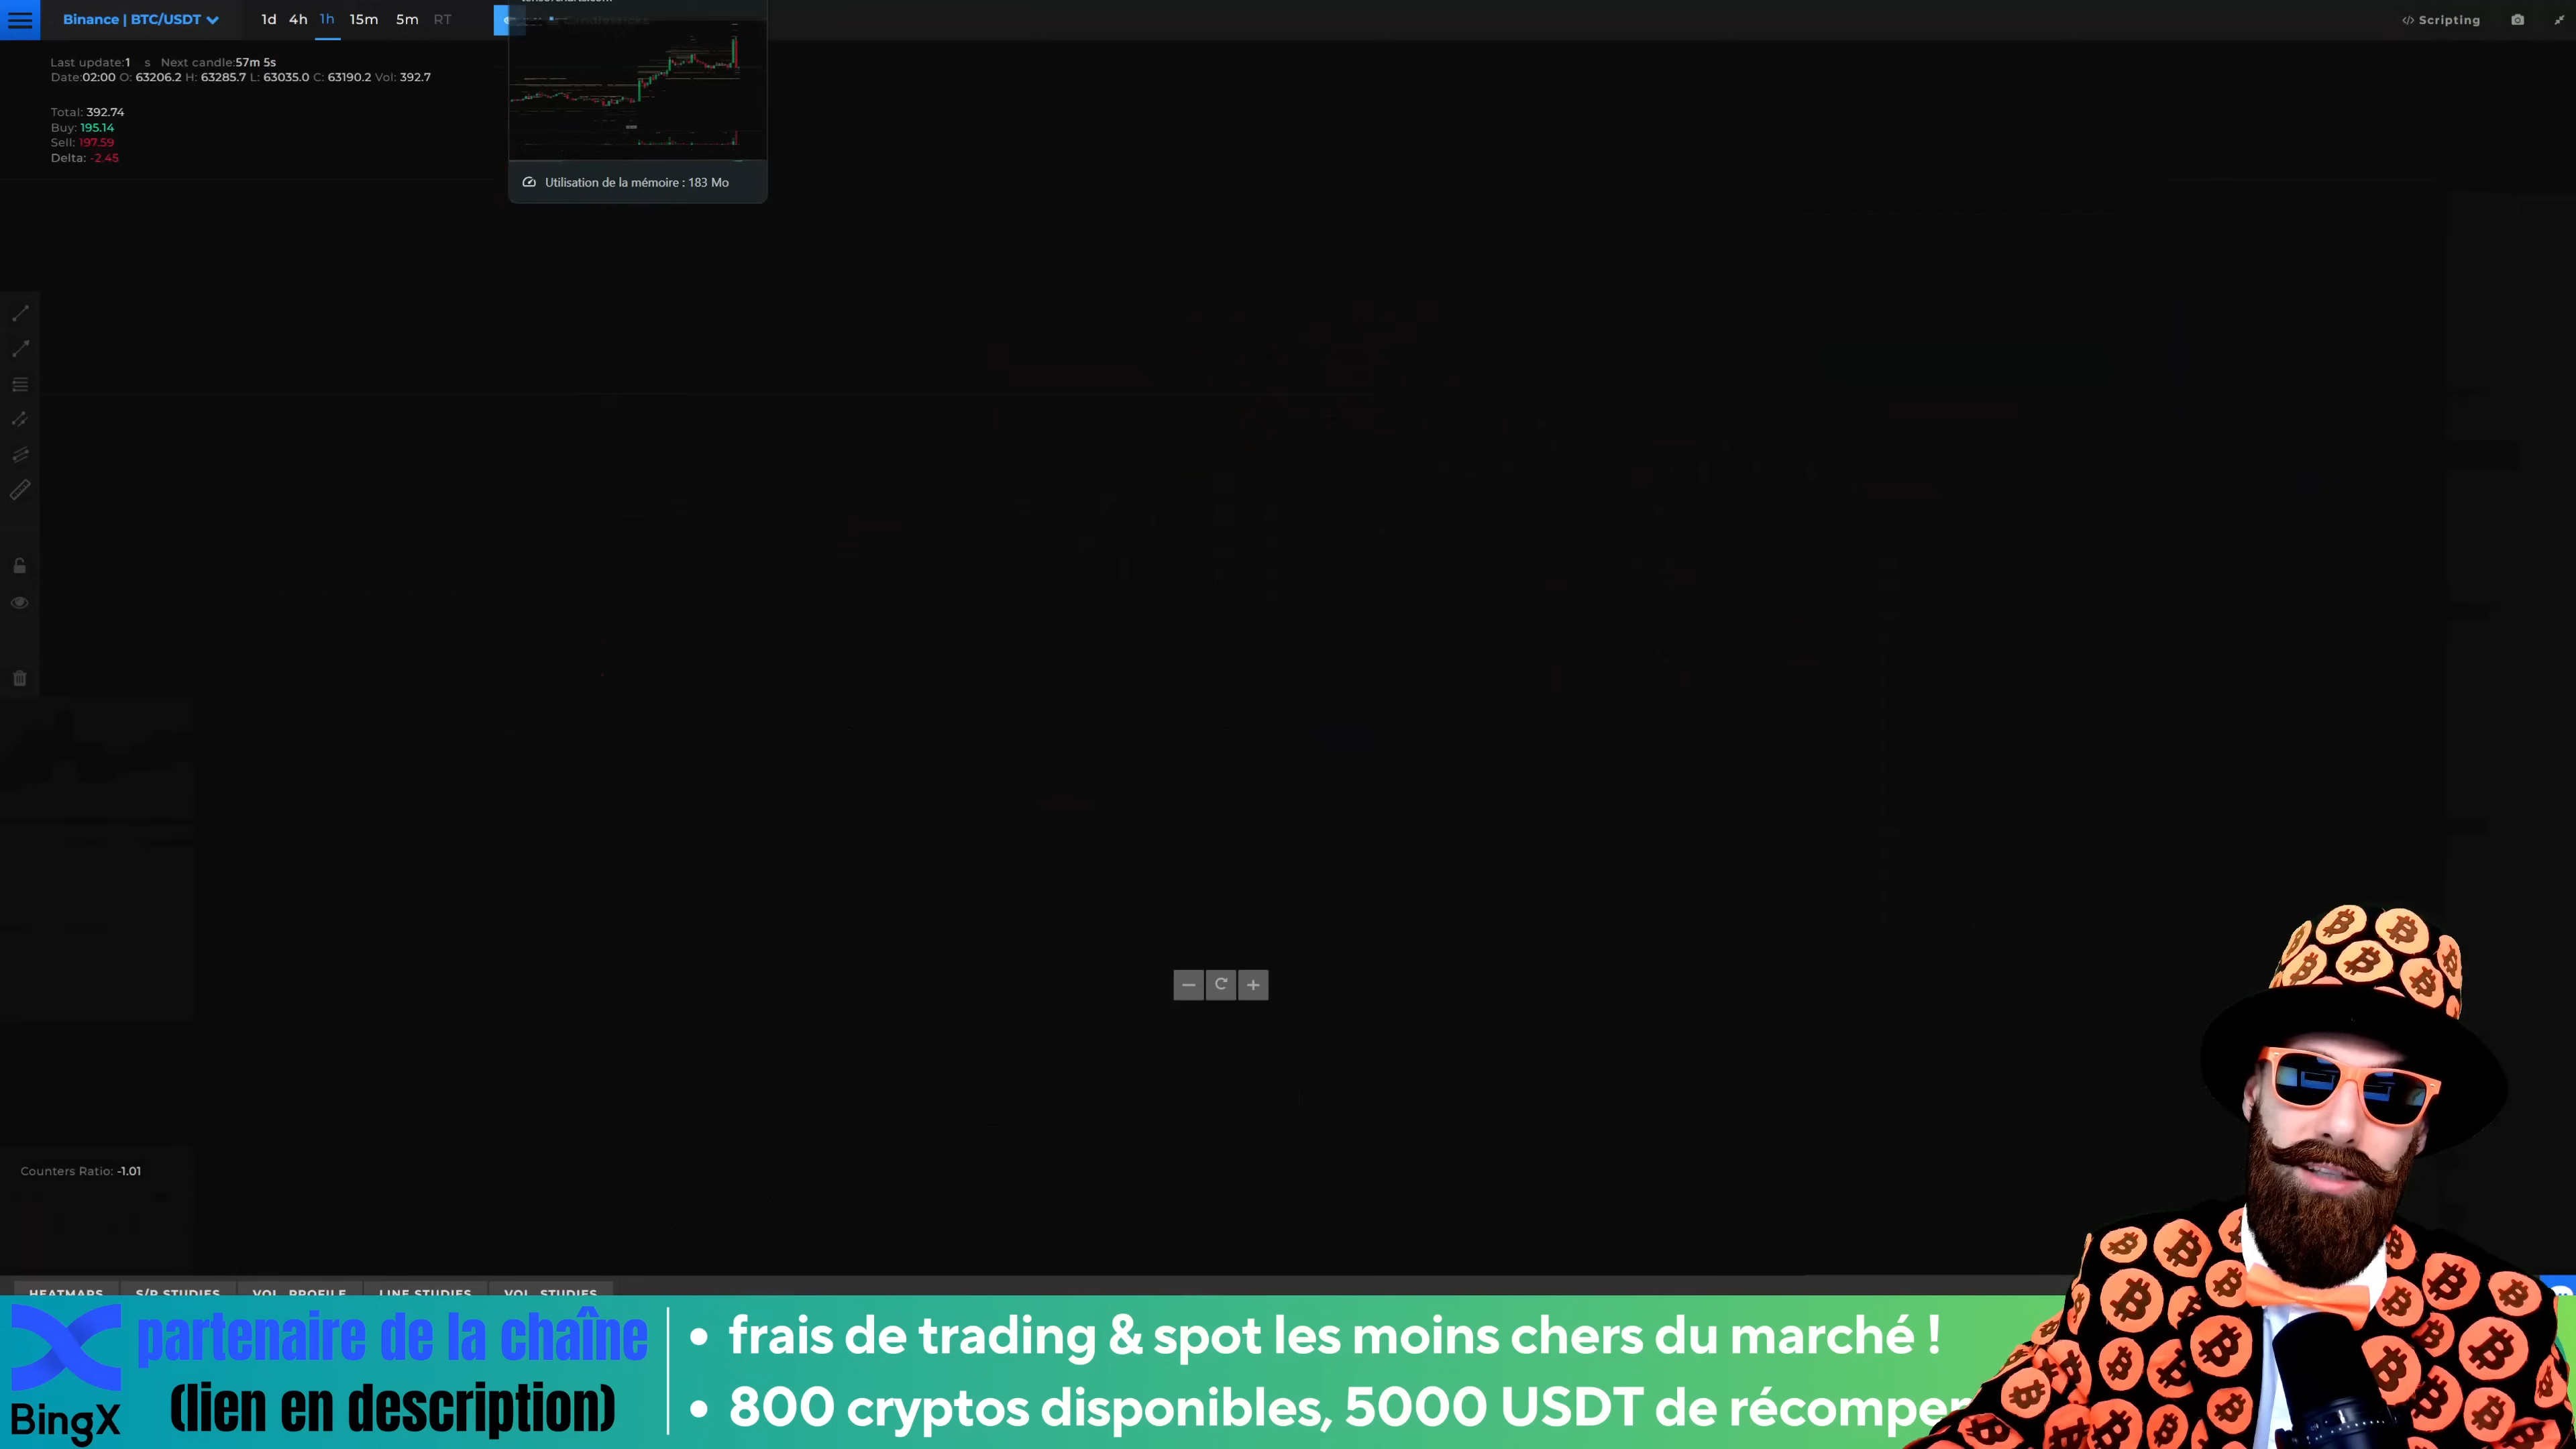 Binance | BTC/USDT 1d 4h 1h 15m 5m RT
Scripting
Last update:1 s Next candle:57m 5s
Date:02:00 O: 63206.2 H: 63285.7 L: 63035.0 C: 63190.2 Vol: 392.7
Total: 392.74
Buy: 195.14
Sell: 197.59
Delta: -2.45
Utilisation de la mémoire : 183 Mo
Counters Ratio: -1.01
HEATMAPS S/R STUDIES VOL. PROFILE LINE STUDIES VOL. STUDIES
BingX
partenaire de la chaîne
(lien en description)
• frais de trading & spot les moins chers du marché !
• 800 cryptos disponibles, 5000 USDT de récompen